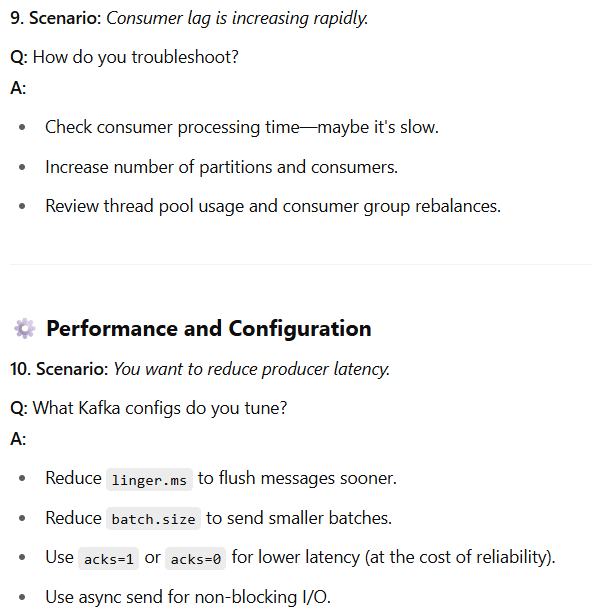 9. Scenario: Consumer lag is increasing rapidly.
Q: How do you troubleshoot?
A:
• Check consumer processing time—maybe it's slow.
• Increase number of partitions and consumers.
• Review thread pool usage and consumer group rebalances.
⚙️ Performance and Configuration
10. Scenario: You want to reduce producer latency.
Q: What Kafka configs do you tune?
A:
• Reduce linger.ms to flush messages sooner.
• Reduce batch.size to send smaller batches.
• Use acks=1 or acks=0 for lower latency (at the cost of reliability).
• Use async send for non-blocking I/O.